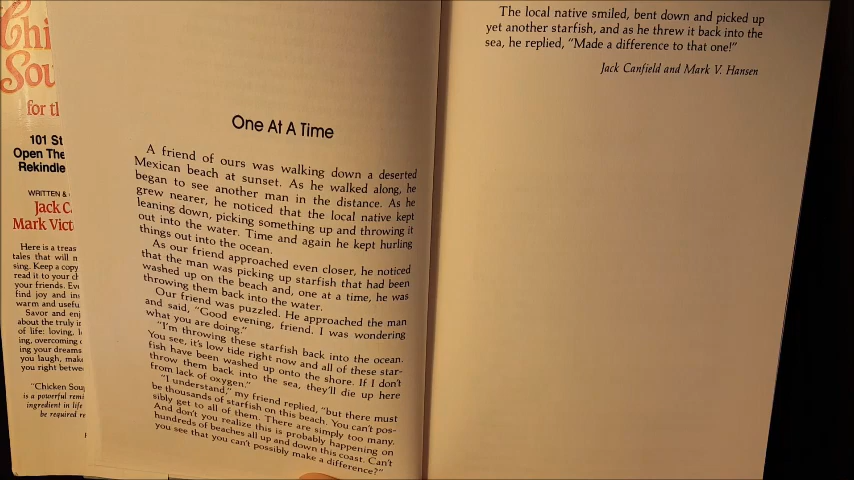 Chi
Sou
for tl
101 St
Open The
Rekindle
WRITTEN &
Jack C.
Mark Vict
Here is a treas
tales that will n
sing. Keep a copy
read it to your ch
your friends. Eve
find joy and ins
warm and usefu
Savor and enj
about the truly in
of life: loving, l
ing, overcoming o
ing your dreams
you laugh, make
you right betwee
"Chicken Soup
is a powerful remi
ingredient in life
be required re
One At A Time
A friend of ours was walking down a deserted
Mexican beach at sunset. As he walked along, he
began to see another man in the distance. As he
grew nearer, he noticed that the local native kept
leaning down, picking something up and throwing it
out into the water. Time and again he kept hurling
things out into the ocean.
As our friend approached even closer, he noticed
that the man was picking up starfish that had been
washed up on the beach and, one at a time, he was
throwing them back into the water.
Our friend was puzzled. He approached the man
and said, "Good evening, friend. I was wondering
what you are doing."
"I'm throwing these starfish back into the ocean.
You see, it's low tide right now and all of these star-
fish have been washed up onto the shore. If I don't
throw them back into the sea, they'll die up here
from lack of oxygen."
"I understand," my friend replied, "but there must
be thousands of starfish on this beach. You can't pos-
sibly get to all of them. There are simply too many.
And don't you realize this is probably happening on
hundreds of beaches all up and down this coast. Can't
you see that you can't possibly make a difference?"
The local native smiled, bent down and picked up
yet another starfish, and as he threw it back into the
sea, he replied, "Made a difference to that one!"
Jack Canfield and Mark V. Hansen